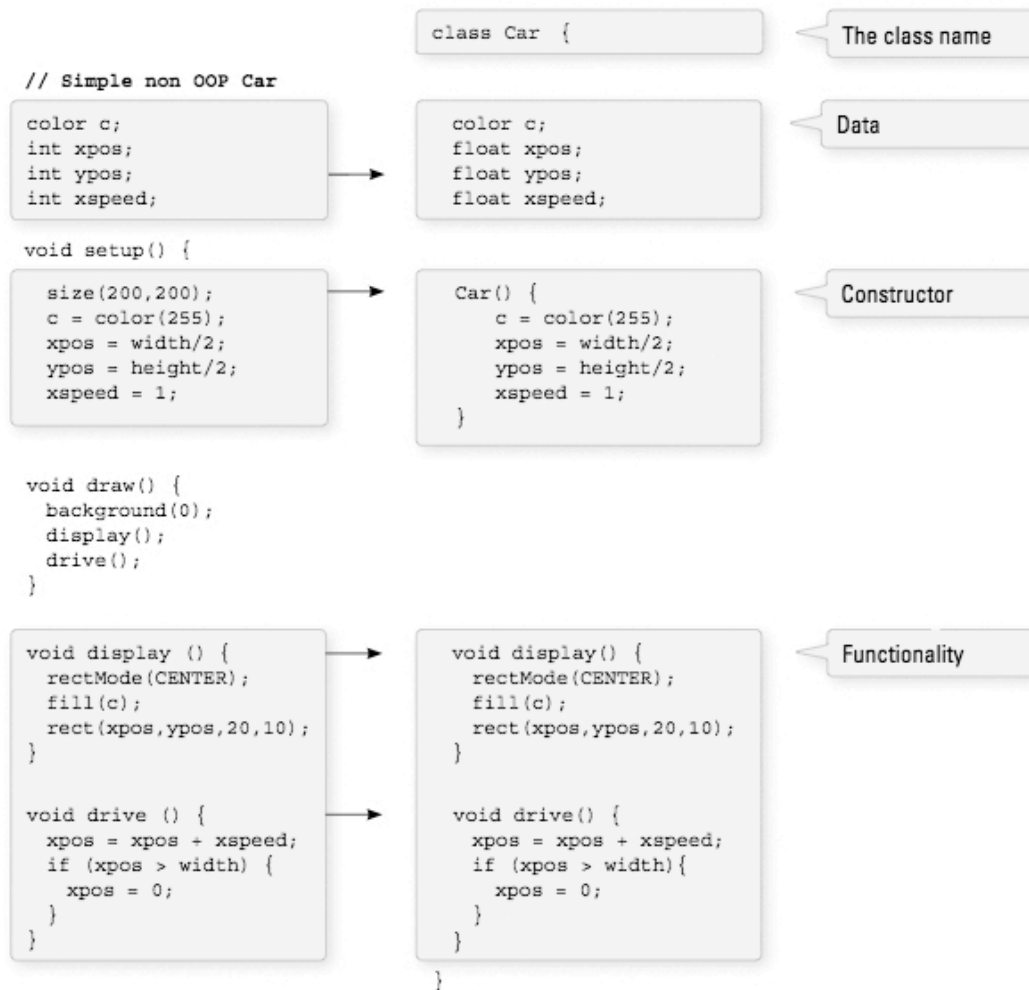 class Car {
The class name
// Simple non OOP Car
color c;
int xpos;
int ypos;
int xspeed;
color c;
float xpos;
float ypos;
float xspeed;
Data
void setup() {
size(200,200);
c = color(255);
xpos = width/2;
ypos = height/2;
xspeed = 1;
Car() {
c = color(255);
xpos = width/2;
ypos = height/2;
xspeed = 1;
}
Constructor
void draw() {
background(0);
display();
drive();
}
void display () {
rectMode(CENTER);
fill(c);
rect(xpos,ypos,20,10);
}
void drive () {
xpos = xpos + xspeed;
if (xpos > width) {
xpos = 0;
}
}
void display() {
rectMode(CENTER);
fill(c);
rect(xpos,ypos,20,10);
}
void drive() {
xpos = xpos + xspeed;
if (xpos > width){
xpos = 0;
}
}
}
Functionality